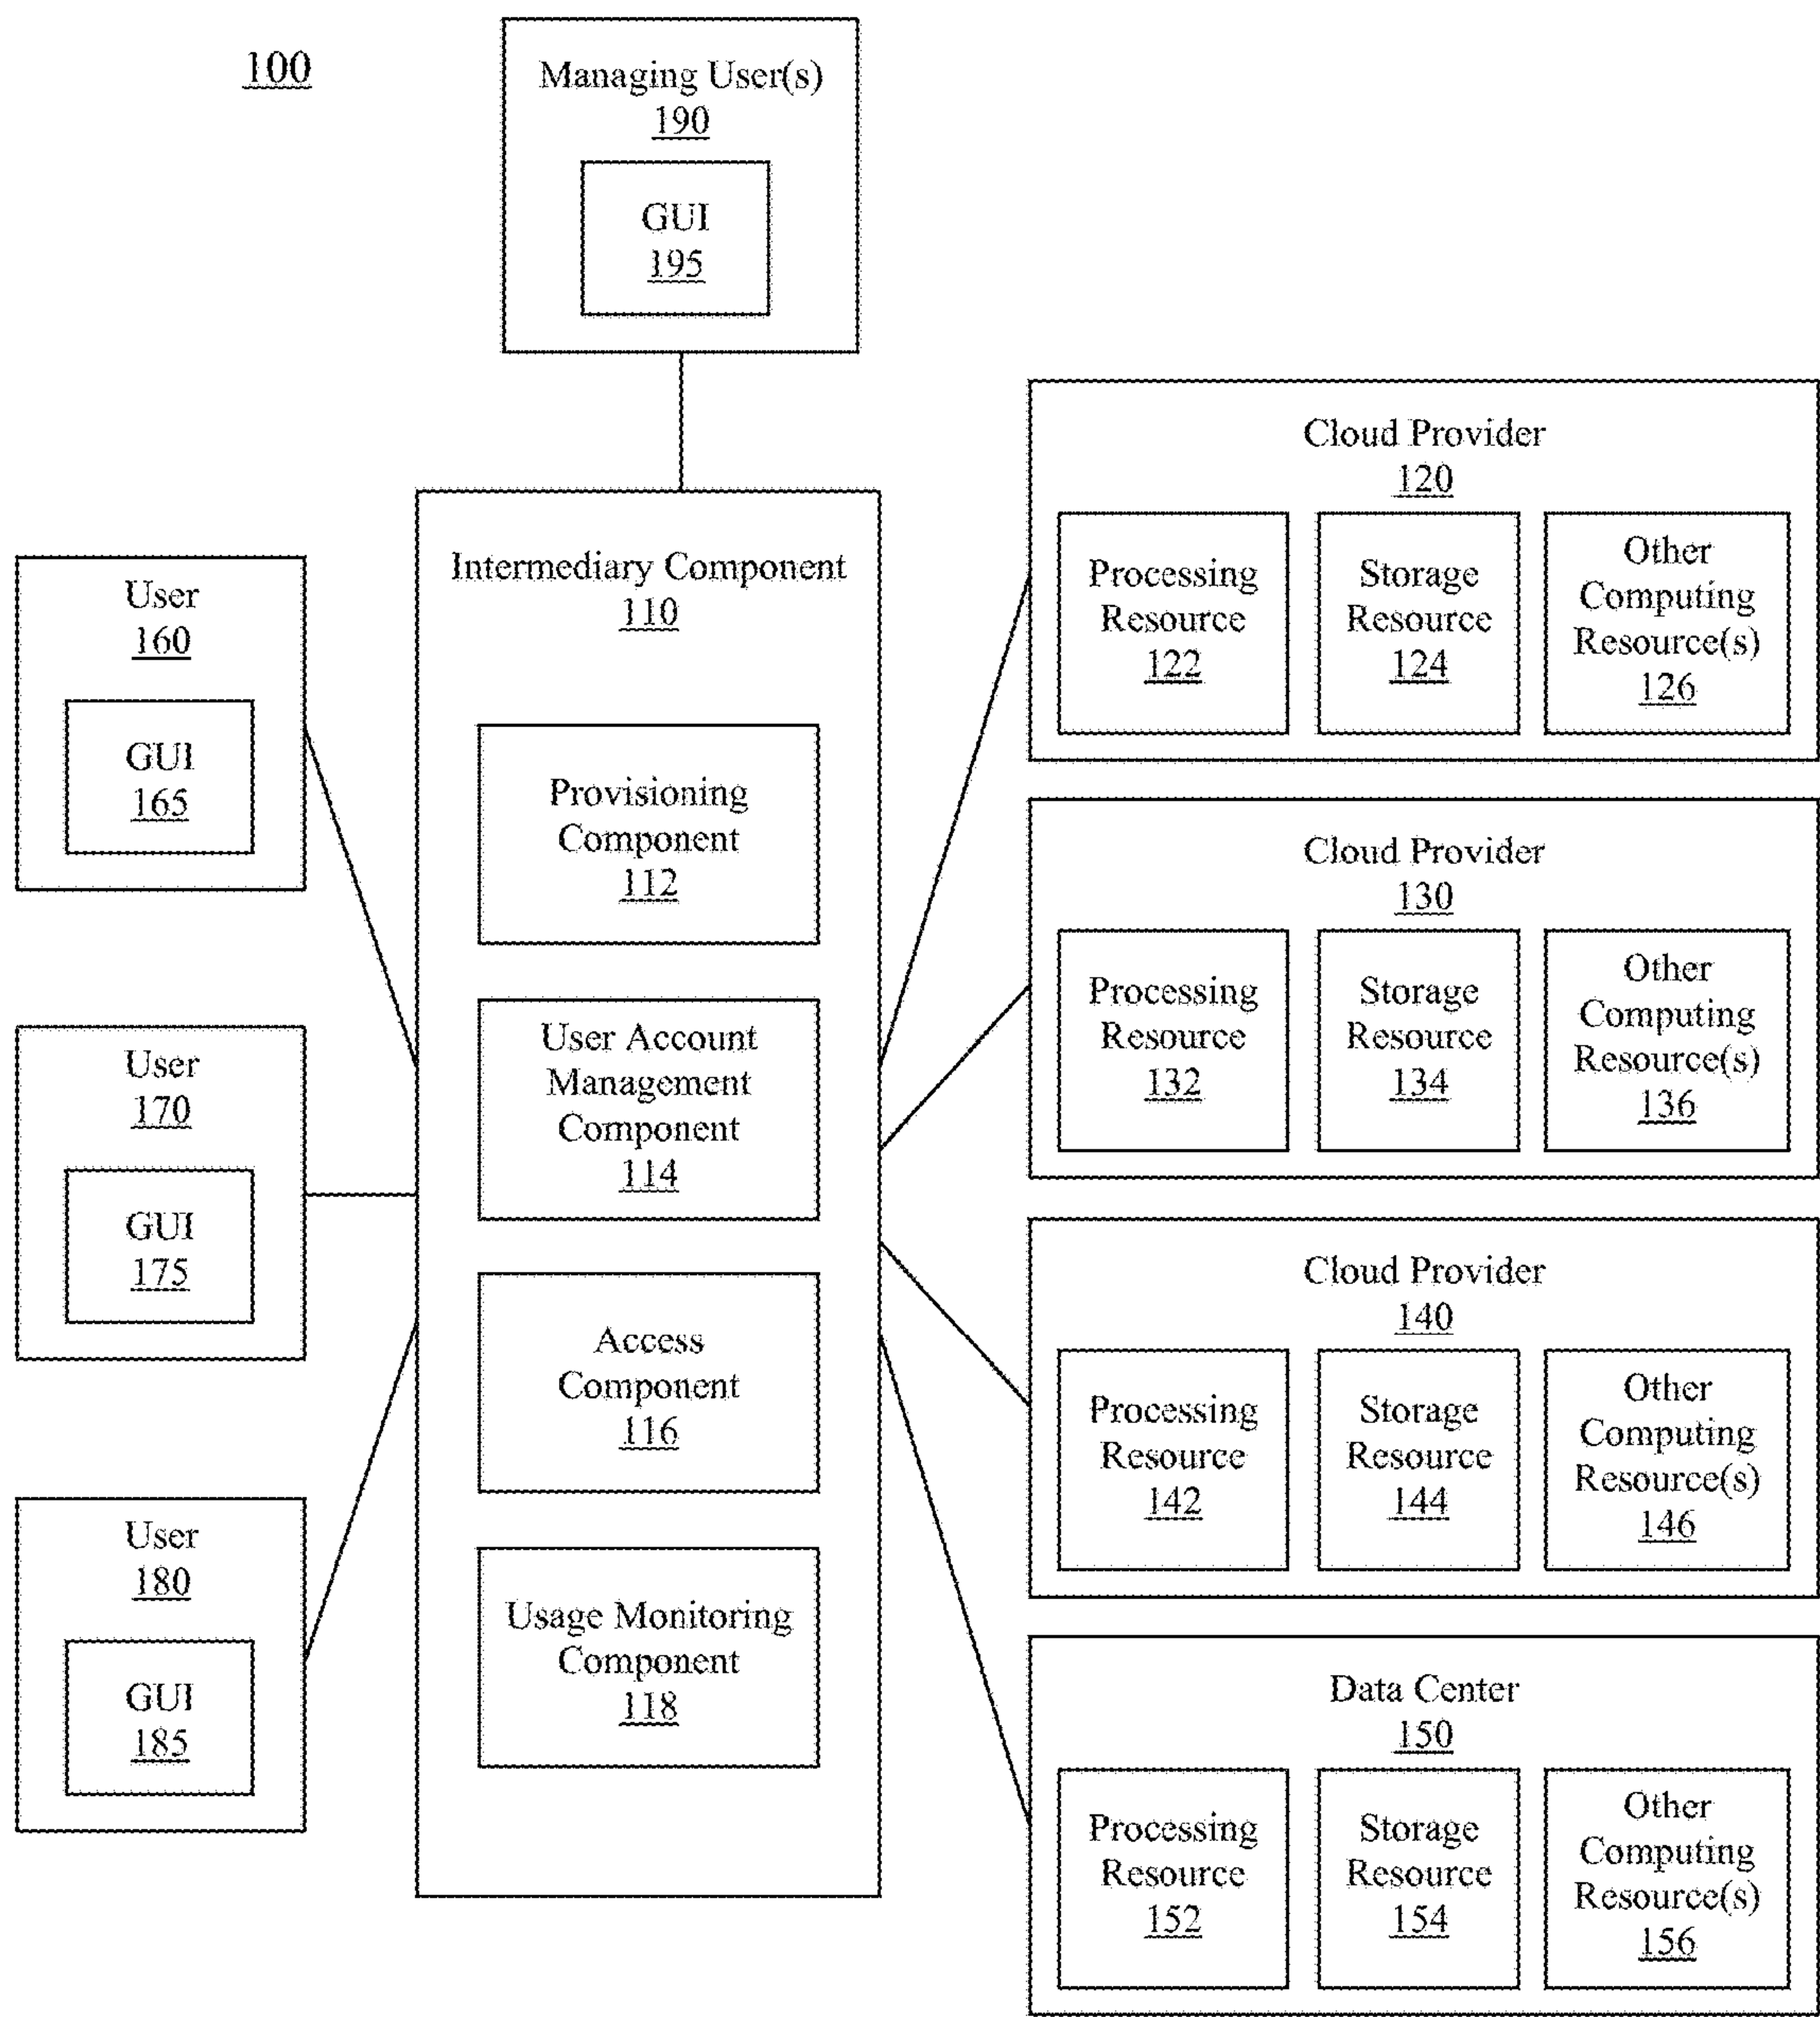 100
Managing User(s)
190
GUI
195
User
160
GUI
165
User
170
GUI
175
User
180
GUI
185
Intermediary Component
110
Provisioning
Component
112
User Account
Management
Component
114
Access
Component
116
Usage Monitoring
Component
118
Cloud Provider
120
Processing
Resource
122
Storage
Resource
124
Other
Computing
Resource(s)
126
Cloud Provider
130
Processing
Resource
132
Storage
Resource
134
Other
Computing
Resource(s)
136
Cloud Provider
140
Processing
Resource
142
Storage
Resource
144
Other
Computing
Resource(s)
146
Data Center
150
Processing
Resource
152
Storage
Resource
154
Other
Computing
Resource(s)
156